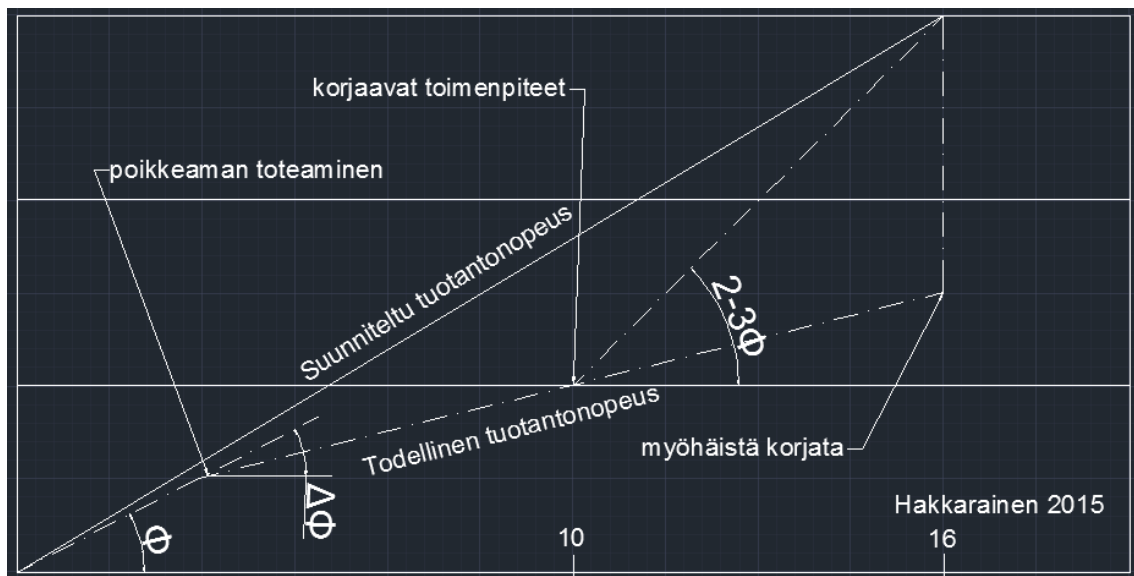 korjaavat toimenpiteet
poikkeaman toteaminen
Suunniteltu tuotantonopeus
2-3Φ
Todellinen tuotantonopeus
myöhäistä korjata
ΔΦ
Φ
Hakkarainen 2015
10
16